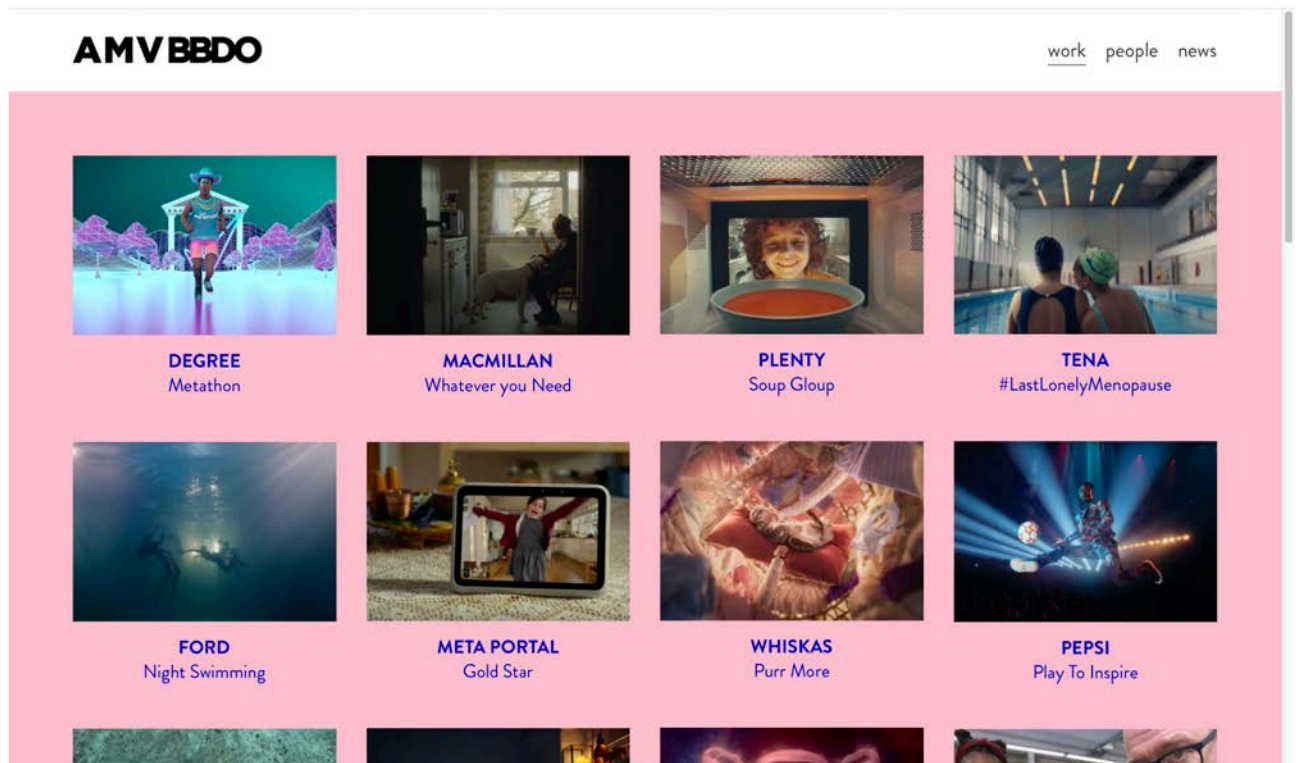 AMVBBDO
work people news
DEGREE
Metathon
MACMILLAN
Whatever you Need
PLENTY
Soup Gloup
TENA
#LastLonelyMenopause
FORD
Night Swimming
META PORTAL
Gold Star
WHISKAS
Purr More
PEPSI
Play To Inspire